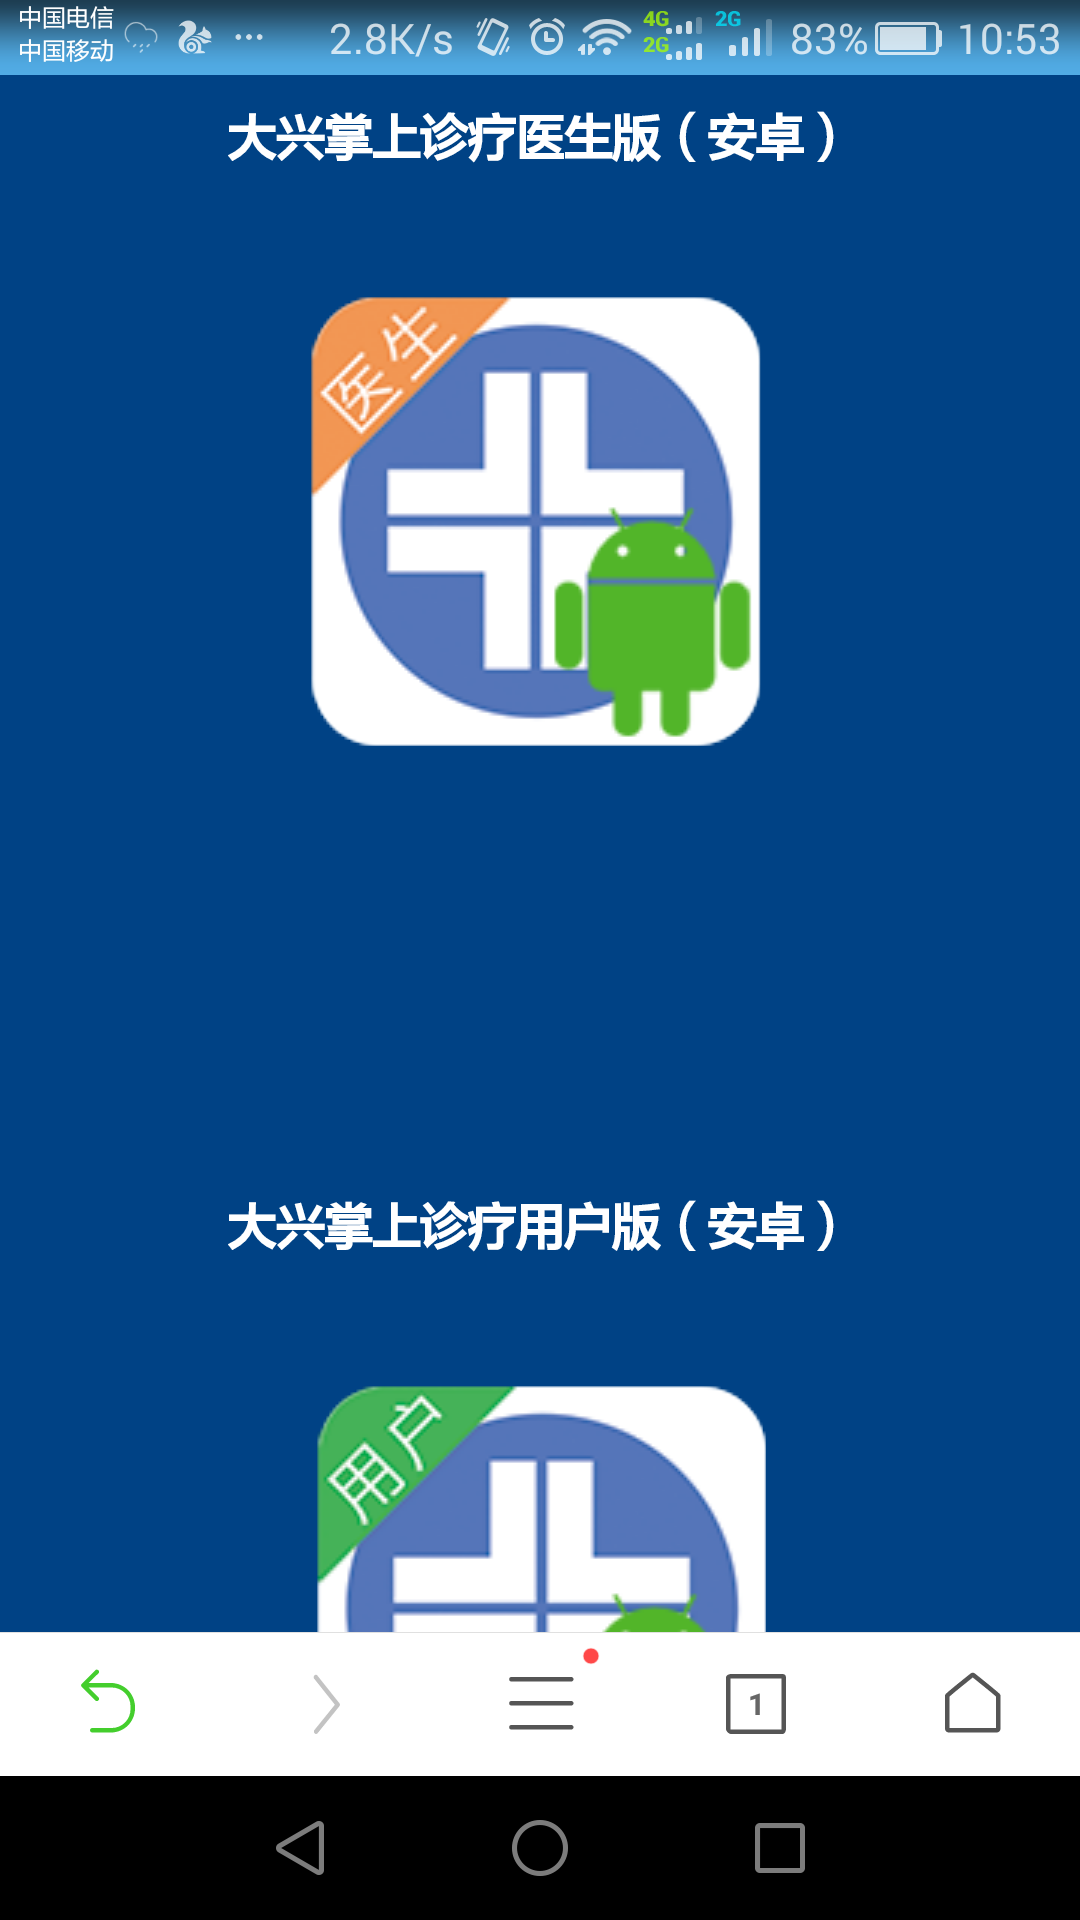 中国电信
中国移动
2.8K/s
4G
2G
2G
83%
10:53
大兴掌上诊疗医生版（安卓）
医生
大兴掌上诊疗用户版（安卓）
用户
1